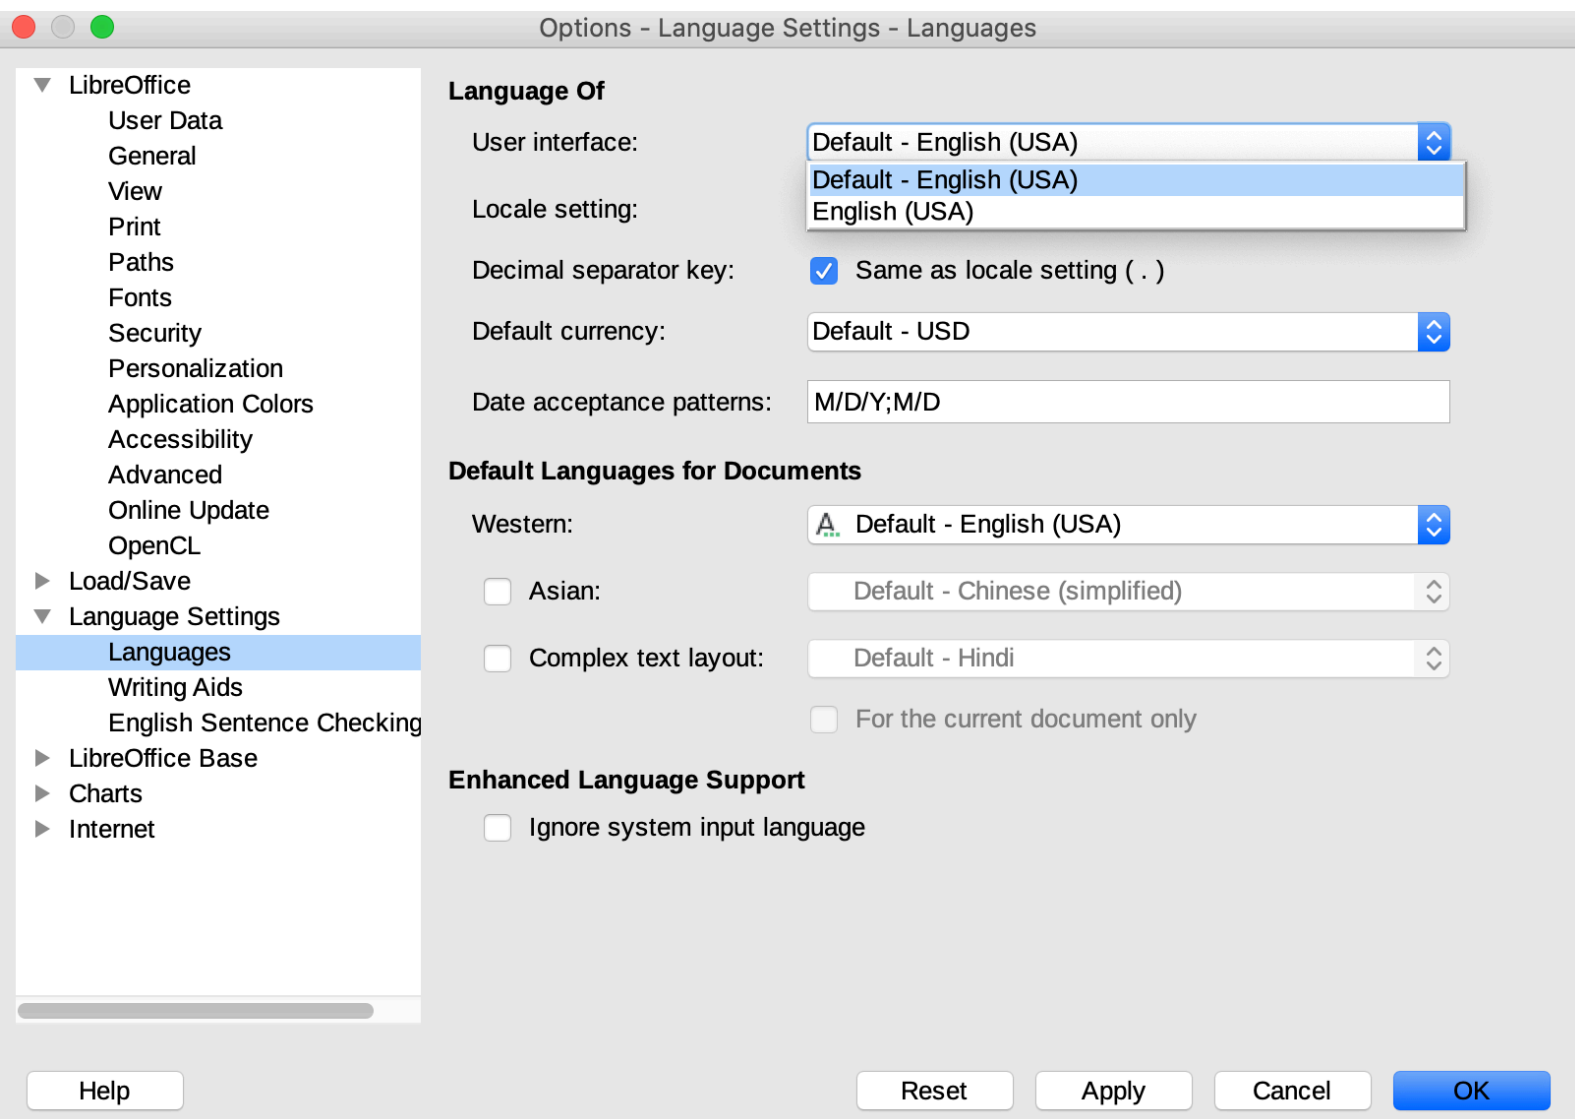 Options - Language Settings - Languages
LibreOffice
User Data
General
View
Print
Paths
Fonts
Security
Personalization
Application Colors
Accessibility
Advanced
Online Update
OpenCL
Load/Save
Language Settings
Languages
Writing Aids
English Sentence Checking
LibreOffice Base
Charts
Internet
Language Of
User interface: Default - English (USA)
Default - English (USA)
English (USA)
Locale setting:
Decimal separator key: Same as locale setting ( . )
Default currency: Default - USD
Date acceptance patterns: M/D/Y;M/D
Default Languages for Documents
Western: Default - English (USA)
Asian: Default - Chinese (simplified)
Complex text layout: Default - Hindi
For the current document only
Enhanced Language Support
Ignore system input language
Help Reset Apply Cancel OK